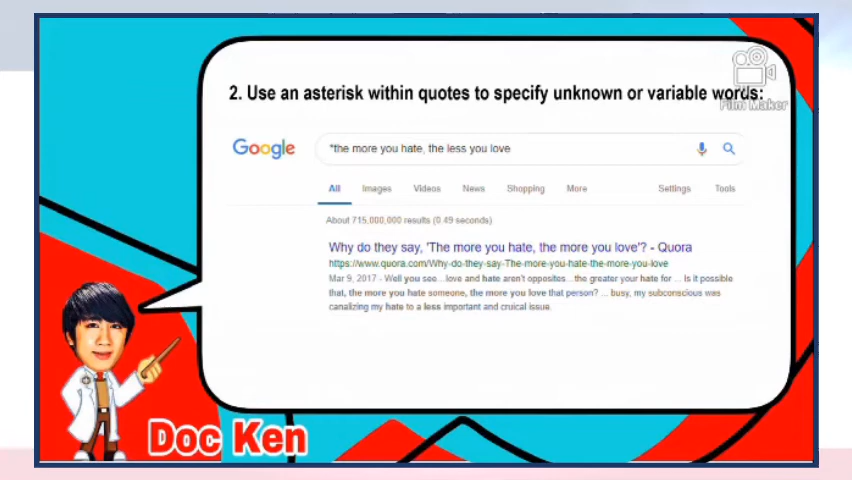 2. Use an asterisk within quotes to specify unknown or variable words:
Film Maker
Google
*the more you hate, the less you love
All Images Videos News Shopping More Settings Tools
About 715,000,000 results (0.49 seconds)
Why do they say, 'The more you hate, the more you love'? - Quora
https://www.quora.com/Why-do-they-say-The-more-you-hate-the-more-you-love
Mar 9, 2017 - Well you see ...love and hate aren't opposites...the greater your hate for ... Is it possible
that, the more you hate someone, the more you love that person? ... busy, my subconscious was
canalizing my hate to a less important and cruical issue.
Doc Ken